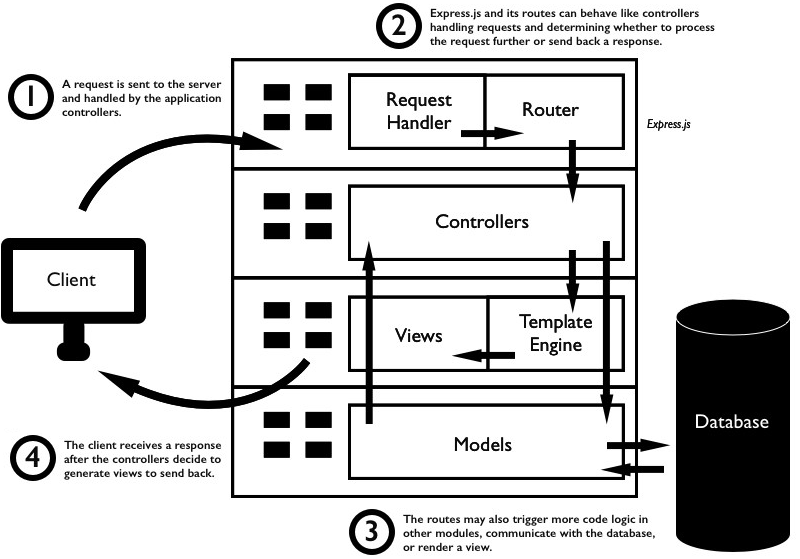 2
Express.js and its routes can behave like controllers
handling requests and determining whether to process
the request further or send back a response.
1
A request is sent to the server
and handled by the application
controllers.
Request
Handler
Router
Express.js
Controllers
Client
Views
Template
Engine
Database
Models
4
The client receives a response
after the controllers decide to
generate views to send back.
3
The routes may also trigger more code logic in
other modules, communicate with the database,
or render a view.